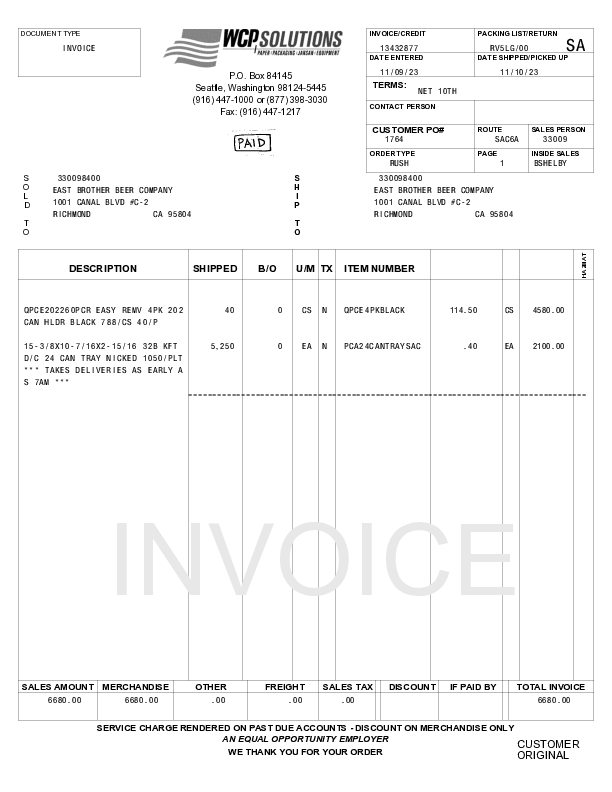 DOCUMENT TYPE
INVOICE
WCP SOLUTIONS
PAPER • PACKAGING • JANSAN • EQUIPMENT
P.O. Box 84145
Seattle, Washington 98124-5445
(916) 447-1000 or (877) 398-3030
Fax: (916) 447-1217
PAID
INVOICE/CREDIT PACKING LIST/RETURN
13432877 RV5LG/00 SA
DATE ENTERED DATE SHIPPED/PICKED UP
11/09/23 11/10/23
TERMS:
NET 10TH
CONTACT PERSON
CUSTOMER PO# ROUTE SALES PERSON
1764 SAC6A 33009
ORDER TYPE PAGE INSIDE SALES
RUSH 1 BSHELBY
SOLD TO
330098400
EAST BROTHER BEER COMPANY
1001 CANAL BLVD #C-2
RICHMOND CA 95804
SHIP TO
330098400
EAST BROTHER BEER COMPANY
1001 CANAL BLVD #C-2
RICHMOND CA 95804
DESCRIPTION SHIPPED B/O U/M TX ITEM NUMBER HAZMAT
QPCE202260PCR EASY REMV 4PK 202 40 0 CS N QPCE4PKBLACK 114.50 CS 4580.00
CAN HLDR BLACK 788/CS 40/P
15-3/8X10-7/16X2-15/16 32B KFT 5,250 0 EA N PCA24CANTRAYSAC .40 EA 2100.00
D/C 24 CAN TRAY NICKED 1050/PLT
*** TAKES DELIVERIES AS EARLY A
S 7AM ***
INVOICE
SALES AMOUNT MERCHANDISE OTHER FREIGHT SALES TAX DISCOUNT IF PAID BY TOTAL INVOICE
6680.00 6680.00 .00 .00 .00 6680.00
SERVICE CHARGE RENDERED ON PAST DUE ACCOUNTS - DISCOUNT ON MERCHANDISE ONLY
AN EQUAL OPPORTUNITY EMPLOYER
WE THANK YOU FOR YOUR ORDER
CUSTOMER
ORIGINAL